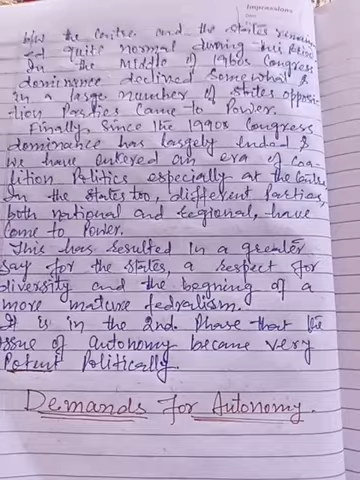 Impressions
b/w the centre and the states remain-
ed quite normal during this period
In the Middle of 1960s Congress
dominance declined somewhat &
in a large number of states opposi-
tion Parties Came to Power.
Finally, Since the 1990s Congress
dominance has largely ended &
we have entered an era of coa-
lition Politics especially at the Centre
In the states too, different Parties,
both national and regional, have
come to Power.
This has resulted in a greater
say for the states, a respect for
diversity and the begning of a
more mature fedralism.
It is in the 2nd. Phase that the
issue of autonomy became very
Potent Politically.
Demands for Autonomy.